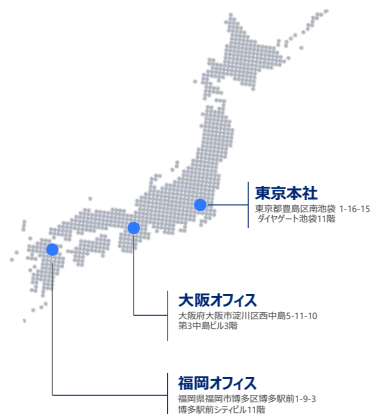 東京本社
東京都豊島区南池袋 1-16-15
ダイヤゲート池袋11階
大阪オフィス
大阪府大阪市淀川区西中島5-11-10
第3中島ビル3階
福岡オフィス
福岡県福岡市博多区博多駅前1-9-3
博多駅前シティビル11階